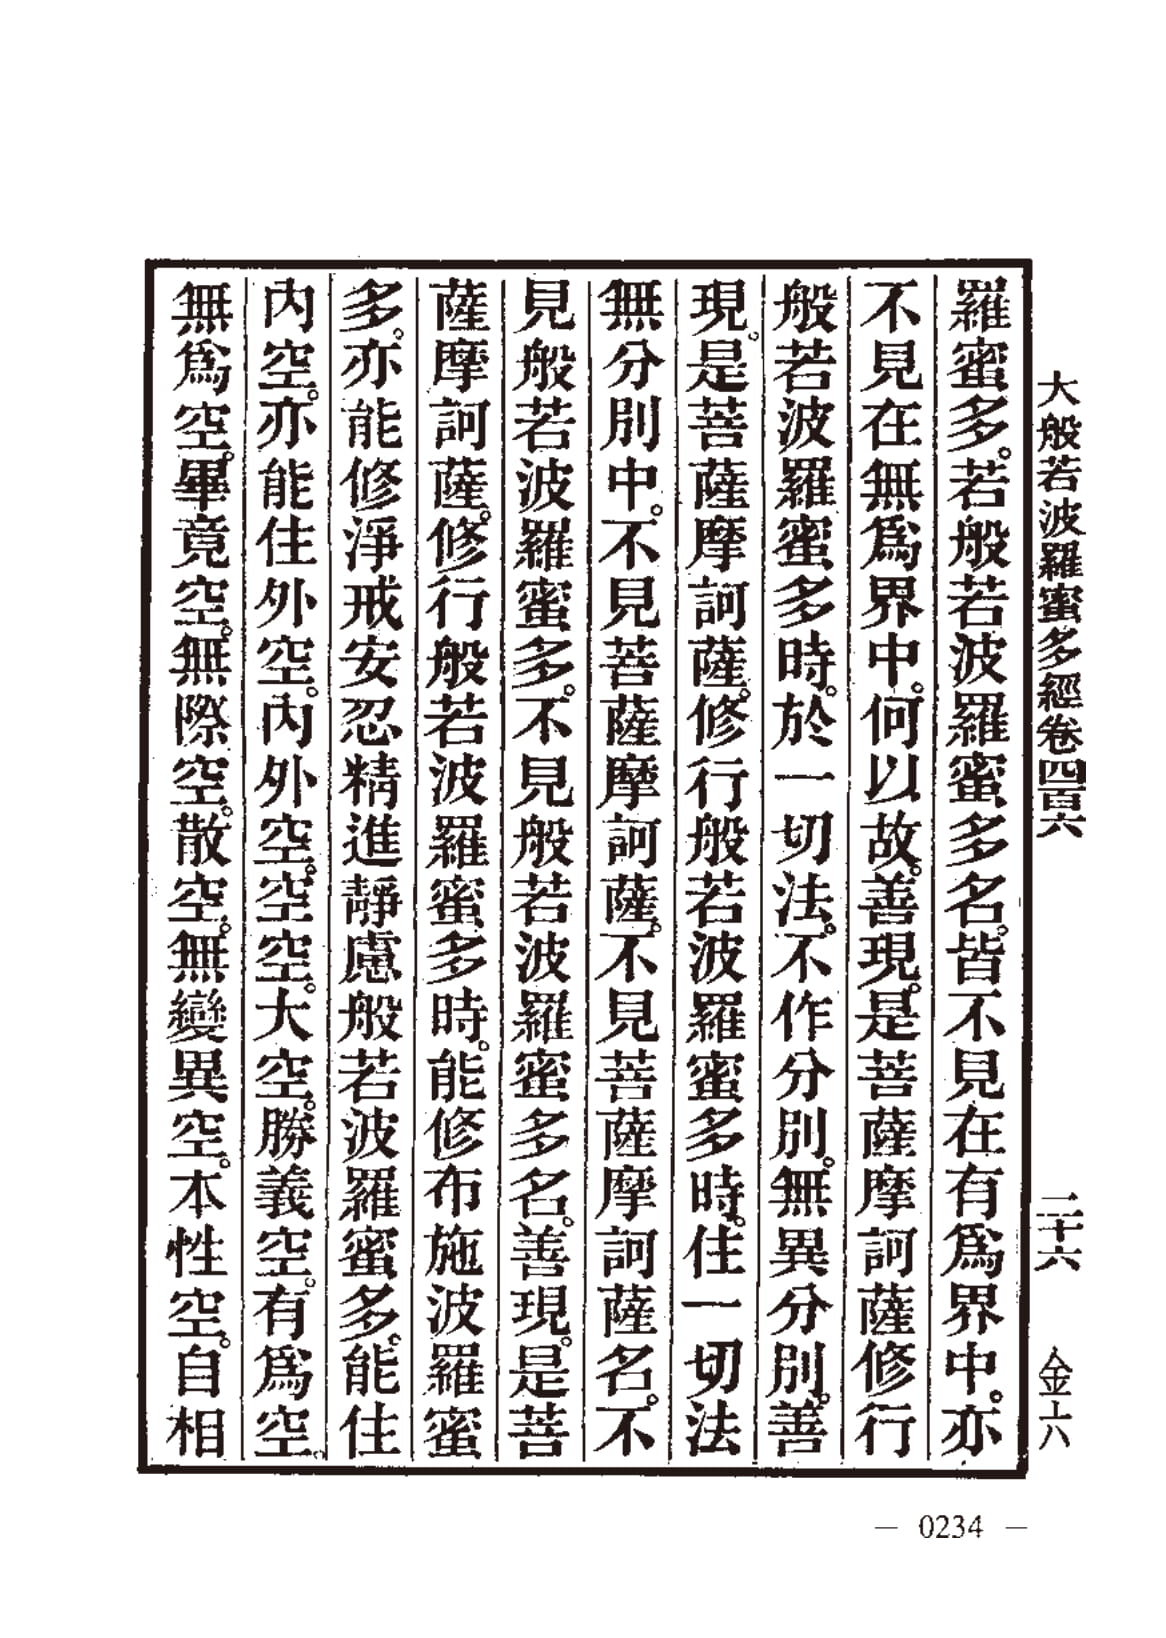 大般若波羅蜜多經卷四百六　二十六　金六
羅蜜多。若般若波羅蜜多名。皆不見在有爲界中。亦
不見在無爲界中。何以故。善現。是菩薩摩訶薩修行
般若波羅蜜多時。於一切法。不作分別。無異分別。善
現。是菩薩摩訶薩。修行般若波羅蜜多時。住一切法
無分別中。不見菩薩摩訶薩。不見菩薩摩訶薩名。不
見般若波羅蜜多。不見般若波羅蜜多名。善現。是菩
薩摩訶薩。修行般若波羅蜜多時。能修布施波羅蜜
多。亦能修淨戒安忍精進靜慮般若波羅蜜多。能住
內空。亦能住外空。內外空。空空。大空。勝義空。有爲空。
無爲空。畢竟空。無際空。散空。無變異空。本性空。自相
— 0234 —